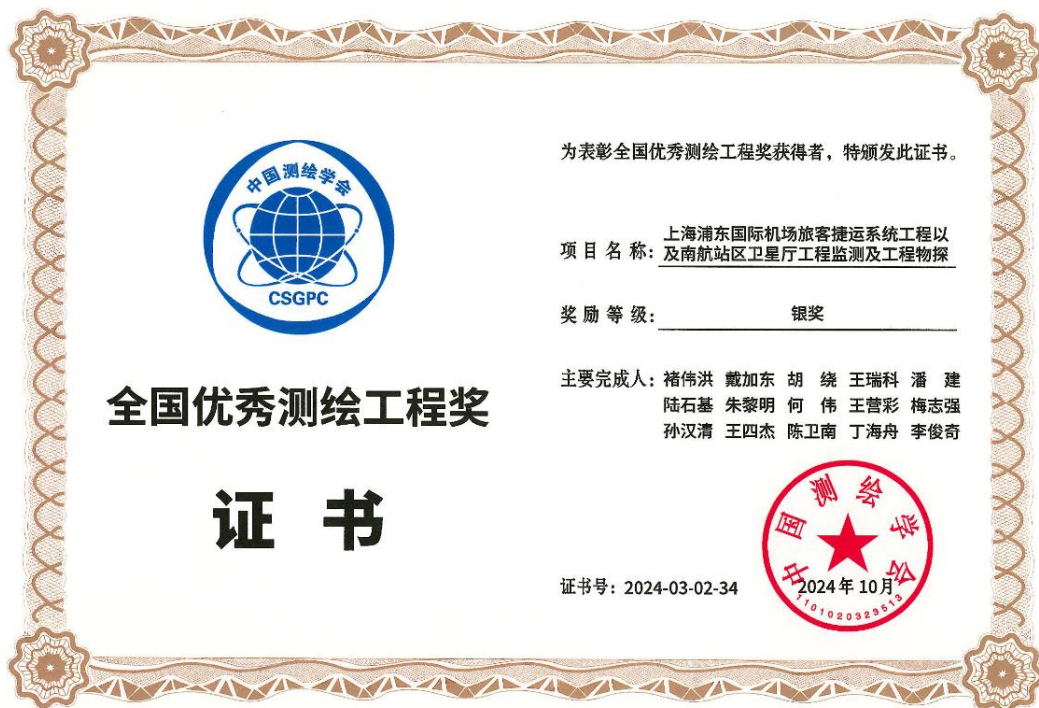 中国测绘学会
CSGPC
全国优秀测绘工程奖
证书
为表彰全国优秀测绘工程奖获得者，特颁发此证书。
项目名称：上海浦东国际机场旅客捷运系统工程以
及南航站区卫星厅工程监测及工程物探
奖励等级：银奖
主要完成人：褚伟洪 戴加东 胡绕 王瑞科 潘建
陆石基 朱黎明 何伟 王营彩 梅志强
孙汉清 王四杰 陈卫南 丁海舟 李俊奇
中国测绘学会
证书号：2024-03-02-34
2024年10月
1101020323513